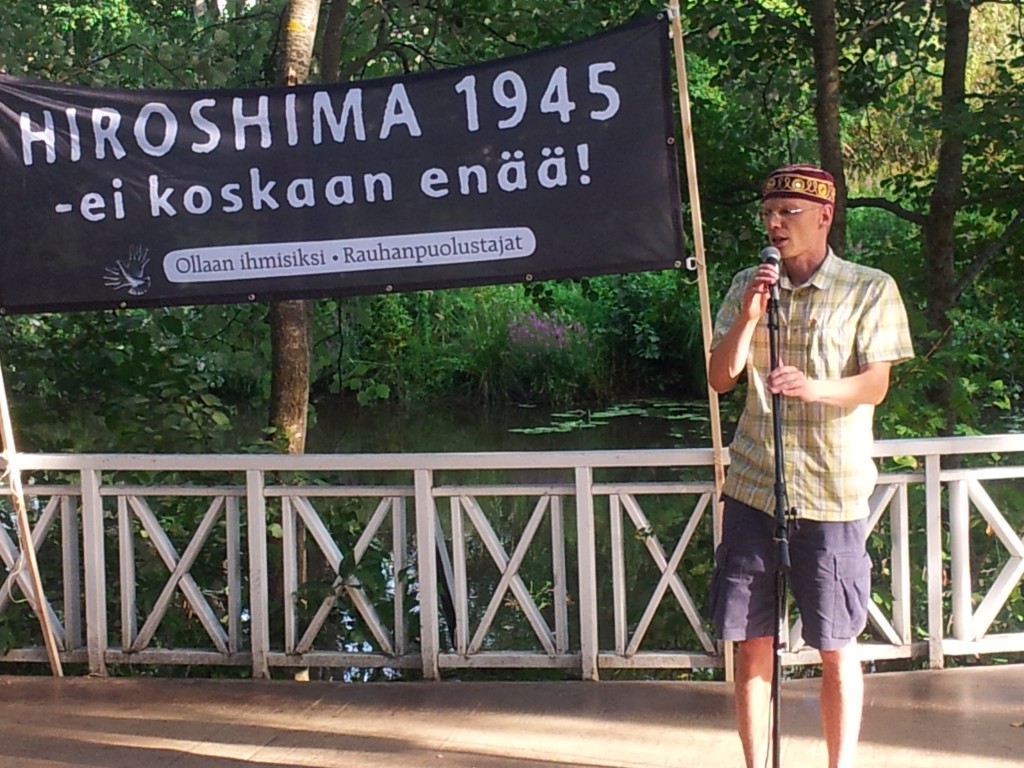 HIROSHIMA 1945
-ei koskaan enää!
Ollaan ihmisiksi • Rauhanpuolustajat